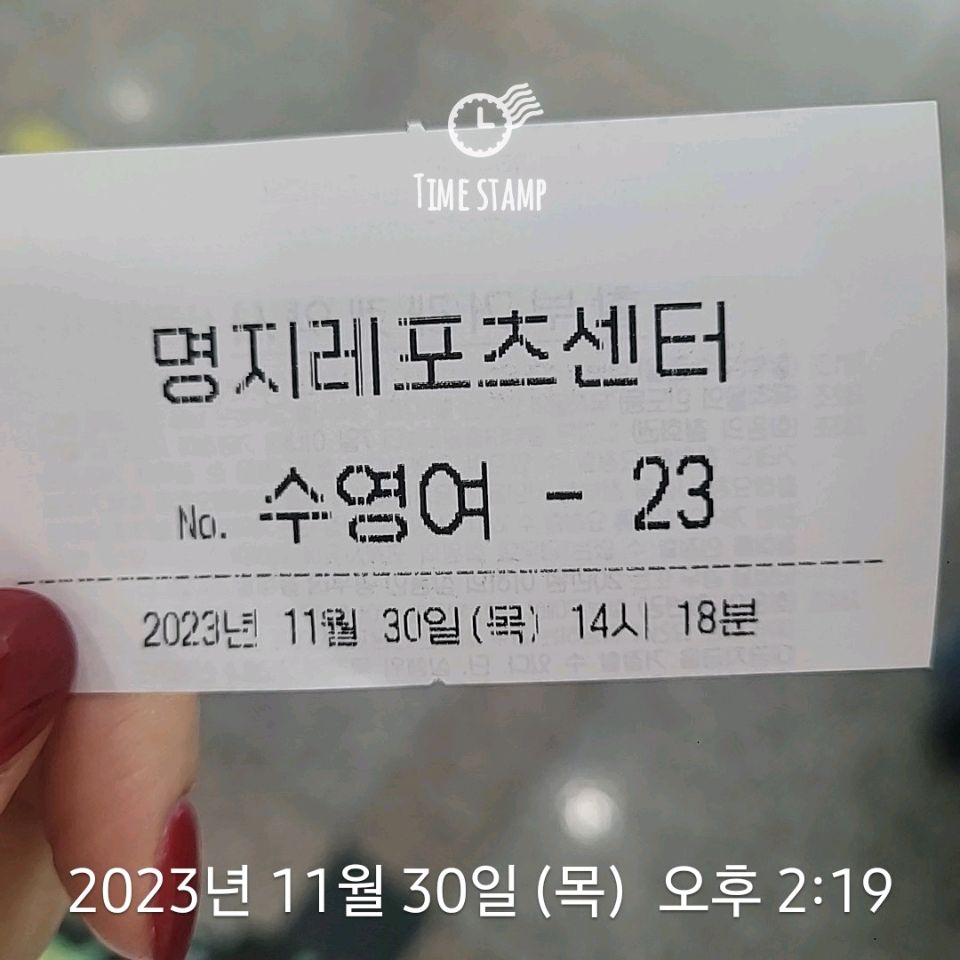 TIME STAMP
명지레포츠센터
No. 수영여 - 23
2023년 11월 30일(목) 14시 18분
2023년 11월 30일 (목) 오후 2:19